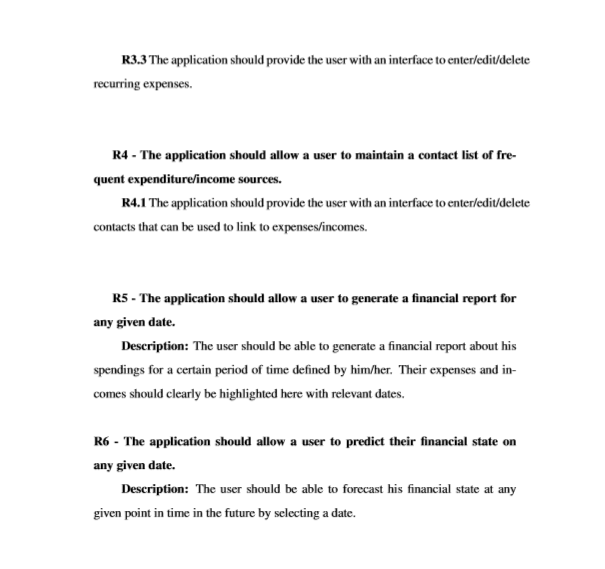 R3.3 The application should provide the user with an interface to enter/edit/delete
recurring expenses.
R4 - The application should allow a user to maintain a contact list of fre-
quent expenditure/income sources.
R4.1 The application should provide the user with an interface to enter/edit/delete
contacts that can be used to link to expenses/incomes.
R5 - The application should allow a user to generate a financial report for
any given date.
Description: The user should be able to generate a financial report about his
spendings for a certain period of time defined by him/her. Their expenses and in-
comes should clearly be highlighted here with relevant dates.
R6 - The application should allow a user to predict their financial state on
any given date.
Description: The user should be able to forecast his financial state at any
given point in time in the future by selecting a date.